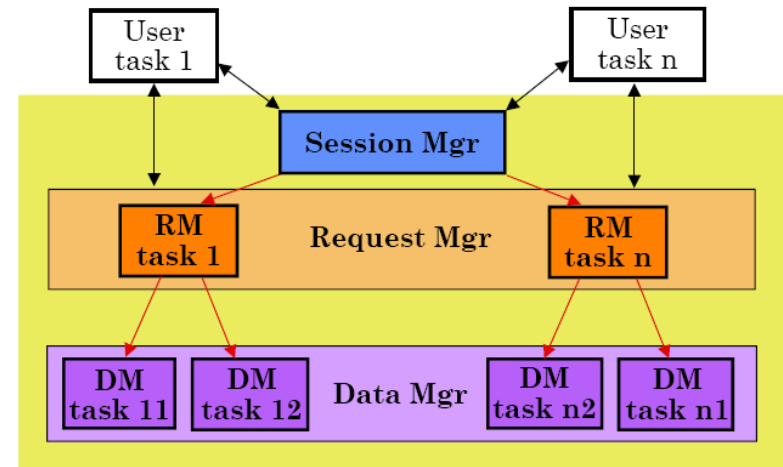 User
task 1
User
task n
Session Mgr
RM
task 1
Request Mgr
RM
task n
DM
task 11
DM
task 12
Data Mgr
DM
task n2
DM
task n1